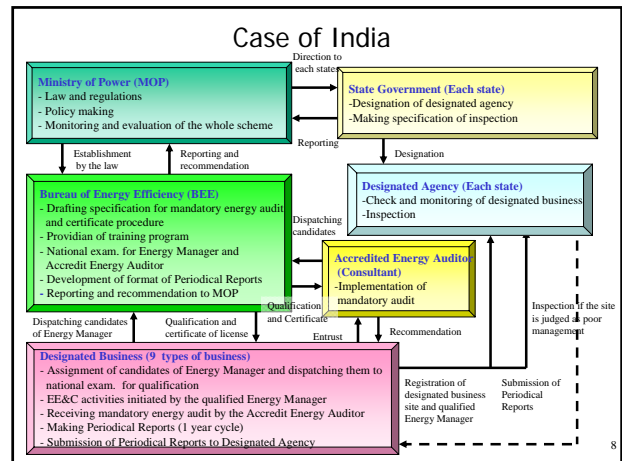 Case of India
Direction to
each states
Ministry of Power (MOP)
- Law and regulations
- Policy making
- Monitoring and evaluation of the whole scheme
State Government (Each state)
-Designation of designated agency
-Making specification of inspection
Reporting
Establishment
by the law
Reporting and
recommendation
Designation
Bureau of Energy Efficiency (BEE)
- Drafting specification for mandatory energy audit
and certificate procedure
- Providian of training program
- National exam. for Energy Manager and
Accredit Energy Auditor
- Development of format of Periodical Reports
- Reporting and recommendation to MOP
Designated Agency (Each state)
-Check and monitoring of designated business
-Inspection
Dispatching
candidates
Accredited Energy Auditor
(Consultant)
-Implementation of
mandatory audit
Qualification
and Certificate
Inspection if the site
is judged as poor
management
Dispatching candidates
of Energy Manager
Qualification and
certificate of license
Entrust
Recommendation
Designated Business (9 types of business)
- Assignment of candidates of Energy Manager and dispatching them to
national exam. for qualification
- EE&C activities initiated by the qualified Energy Manager
- Receiving mandatory energy audit by the Accredit Energy Auditor
- Making Periodical Reports (1 year cycle)
- Submission of Periodical Reports to Designated Agency
Registration of
designated business
site and qualified
Energy Manager
Submission of
Periodical
Reports
8